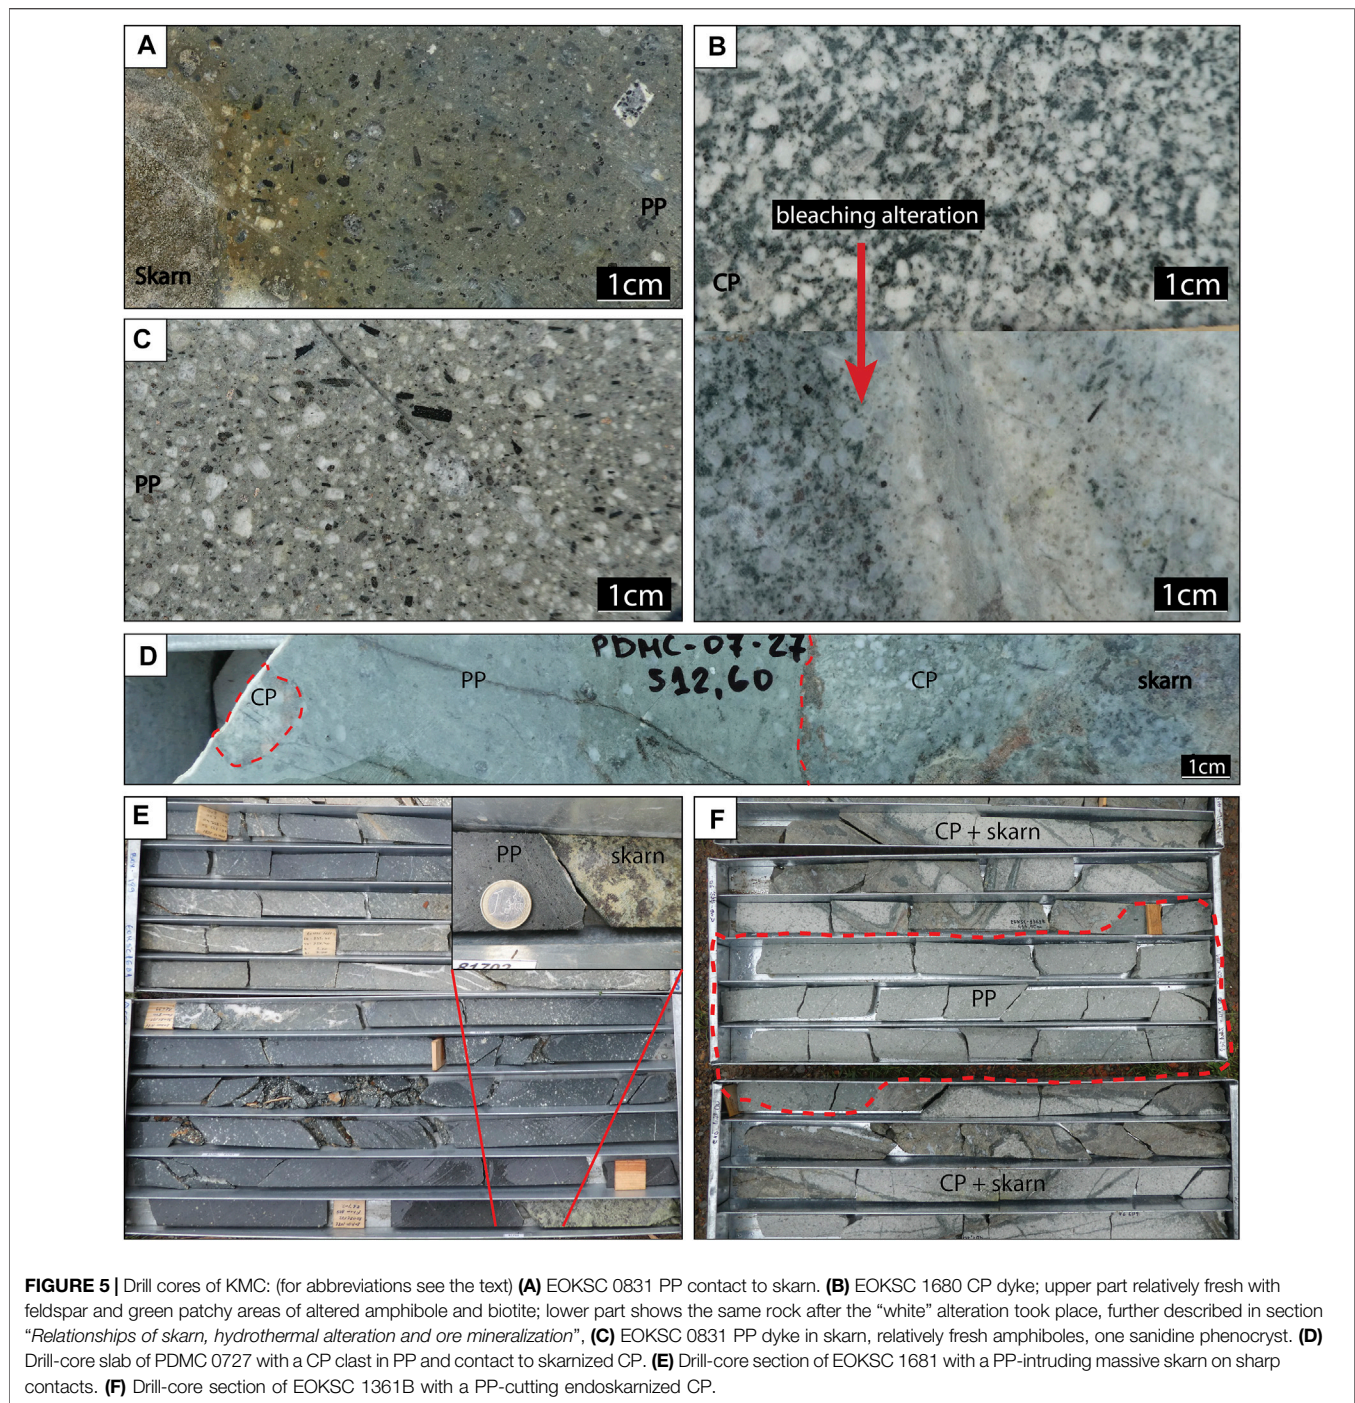 A
Skarn
PP
1cm
B
bleaching alteration
CP
1cm
C
PP
1cm
1cm
D
CP
PP
PDMC-07-27
512,60
CP
skarn
1cm
E
PP
skarn
81702
F
CP + skarn
PP
CP + skarn
FIGURE 5 | Drill cores of KMC: (for abbreviations see the text) (A) EOKSC 0831 PP contact to skarn. (B) EOKSC 1680 CP dyke; upper part relatively fresh with
feldspar and green patchy areas of altered amphibole and biotite; lower part shows the same rock after the “white” alteration took place, further described in section
“Relationships of skarn, hydrothermal alteration and ore mineralization”, (C) EOKSC 0831 PP dyke in skarn, relatively fresh amphiboles, one sanidine phenocryst. (D)
Drill-core slab of PDMC 0727 with a CP clast in PP and contact to skarnized CP. (E) Drill-core section of EOKSC 1681 with a PP-intruding massive skarn on sharp
contacts. (F) Drill-core section of EOKSC 1361B with a PP-cutting endoskarnized CP.